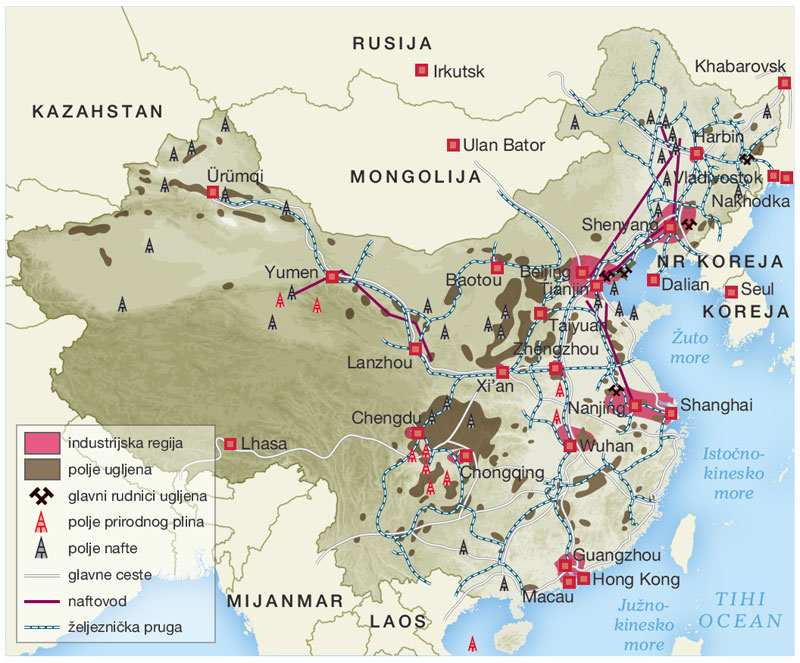 RUSIJA
Irkutsk
Khabarovsk
KAZAHSTAN
Harbin
Ulan Bator
Ürümqi
MONGOLIJA
Vladivostok
Nakhodka
Shenyang
NR KOREJA
Yumen
Baotou
Beijing
Tianjin
Dalian
Seul
KOREJA
Taiyuan
Žuto
more
Lanzhou
Zhengzhou
Xi'an
Nanjing
Shanghai
Chengdu
Lhasa
Wuhan
Istočno-
kinesko
more
Chongqing
Guangzhou
Hong Kong
Macau
MIJANMAR
LAOS
Južno-
kinesko
more
TIHI
OCEAN
industrijska regija
polje ugljena
glavni rudnici ugljena
polje prirodnog plina
polje nafte
glavne ceste
naftovod
željeznička pruga